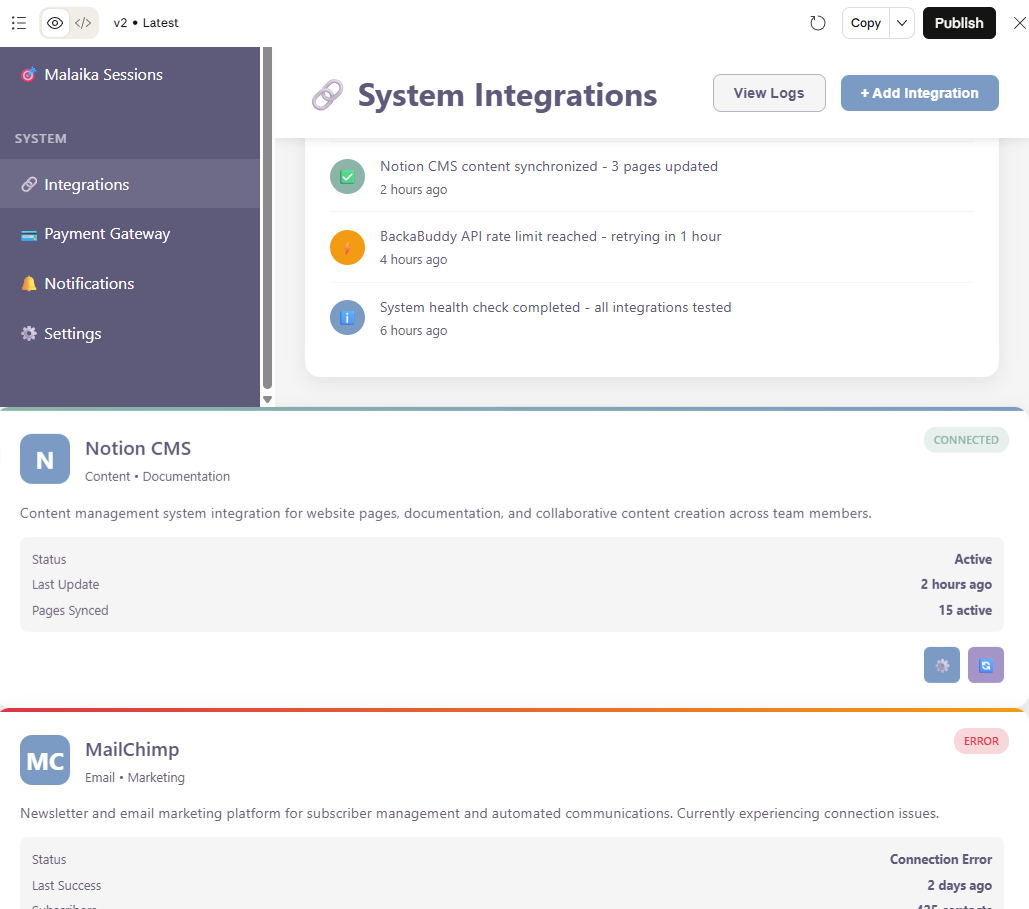 v2 • Latest
Copy
Publish
Malaika Sessions
SYSTEM
Integrations
Payment Gateway
Notifications
Settings
System Integrations
View Logs
+ Add Integration
Notion CMS content synchronized - 3 pages updated
2 hours ago
BackaBuddy API rate limit reached - retrying in 1 hour
4 hours ago
System health check completed - all integrations tested
6 hours ago
N
Notion CMS
Content • Documentation
CONNECTED
Content management system integration for website pages, documentation, and collaborative content creation across team members.
Status Active
Last Update 2 hours ago
Pages Synced 15 active
MC
MailChimp
Email • Marketing
ERROR
Newsletter and email marketing platform for subscriber management and automated communications. Currently experiencing connection issues.
Status Connection Error
Last Success 2 days ago
Subscribers